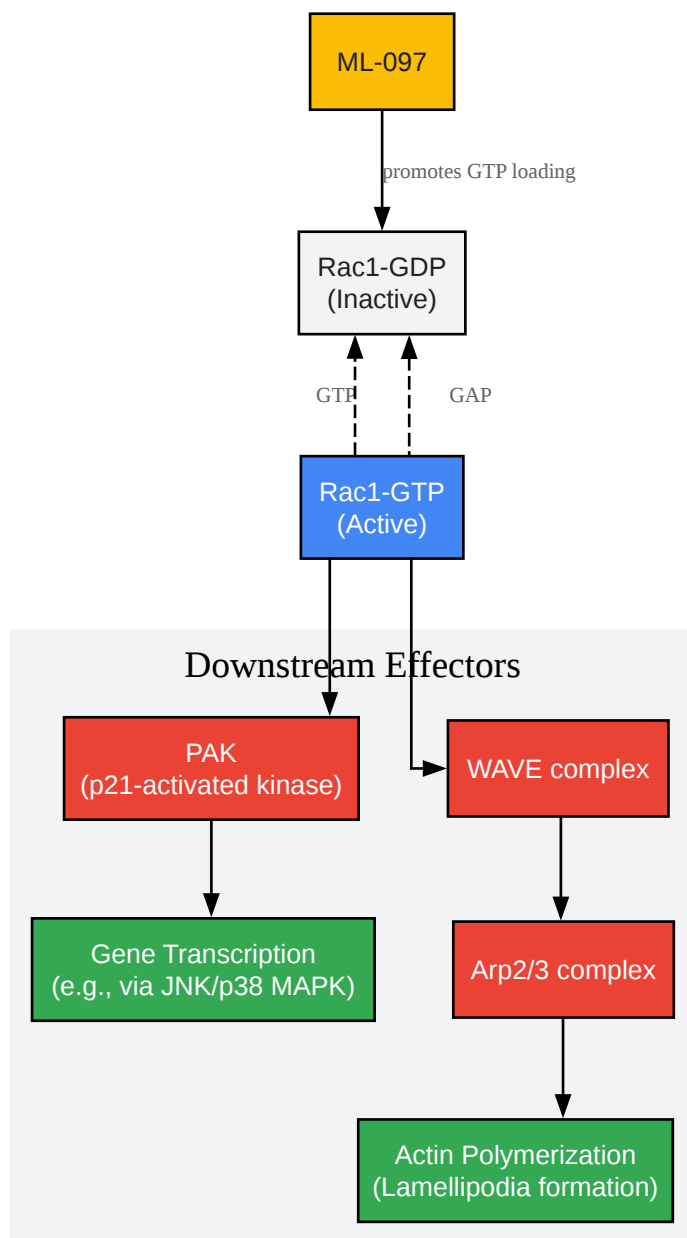 ML-097
promotes GTP loading
Rac1-GDP
(Inactive)
GTP
GAP
Rac1-GTP
(Active)
Downstream Effectors
PAK
(p21-activated kinase)
WAVE complex
Gene Transcription
(e.g., via JNK/p38 MAPK)
Arp2/3 complex
Actin Polymerization
(Lamellipodia formation)